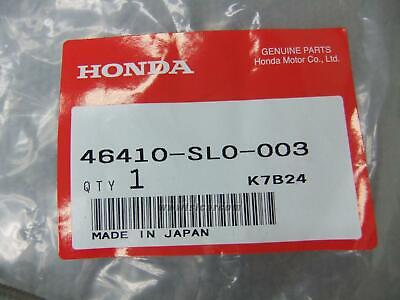 HONDA
GENUINE PARTS
Honda Motor Co., Ltd.
46410-SL0-003
QTY 1 K7B24
MADE IN JAPAN